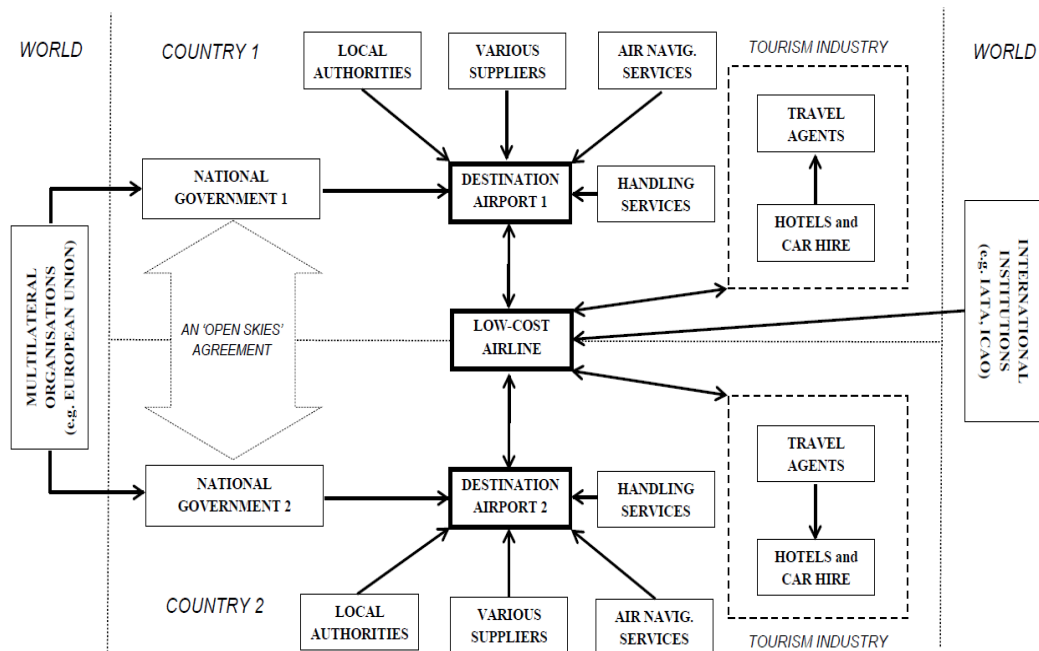 WORLD
COUNTRY 1
LOCAL
AUTHORITIES
VARIOUS
SUPPLIERS
AIR NAVIG.
SERVICES
TOURISM INDUSTRY
WORLD
TRAVEL
AGENTS
NATIONAL
GOVERNMENT 1
DESTINATION
AIRPORT 1
HANDLING
SERVICES
HOTELS and
CAR HIRE
MULTILATERAL
ORGANISATIONS
(e.g. EUROPEAN UNION)
AN 'OPEN SKIES'
AGREEMENT
LOW-COST
AIRLINE
INTERNATIONAL
INSTITUTIONS
(e.g. IATA, ICAO)
NATIONAL
GOVERNMENT 2
DESTINATION
AIRPORT 2
HANDLING
SERVICES
TRAVEL
AGENTS
HOTELS and
CAR HIRE
COUNTRY 2
LOCAL
AUTHORITIES
VARIOUS
SUPPLIERS
AIR NAVIG.
SERVICES
TOURISM INDUSTRY